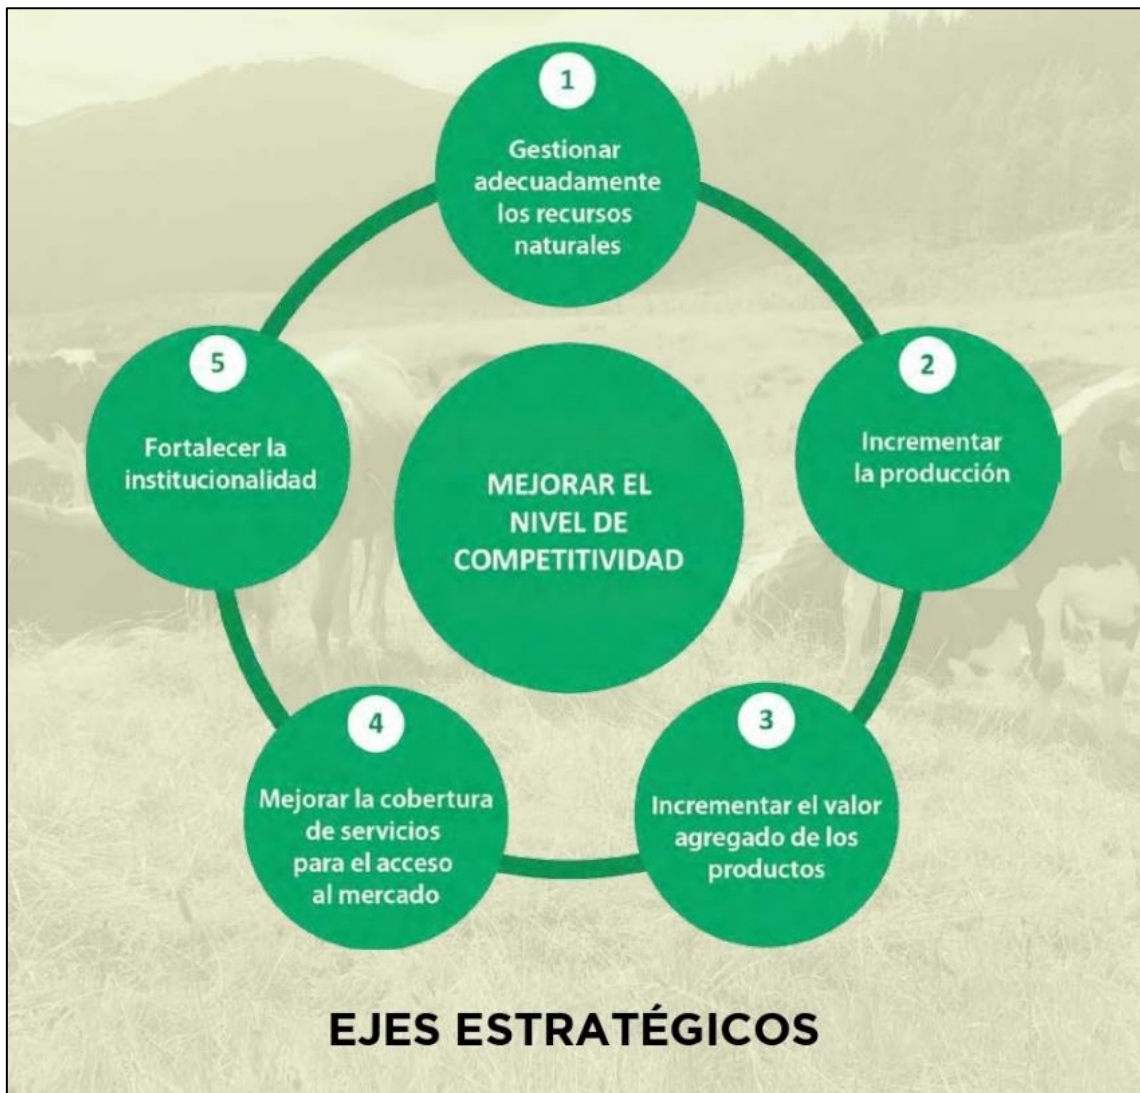 1
Gestionar
adecuadamente
los recursos
naturales
2
Incrementar
la producción
3
Incrementar el valor
agregado de los
productos
4
Mejorar la cobertura
de servicios
para el acceso
al mercado
5
Fortalecer la
institucionalidad
MEJORAR EL
NIVEL DE
COMPETITIVIDAD
EJES ESTRATÉGICOS